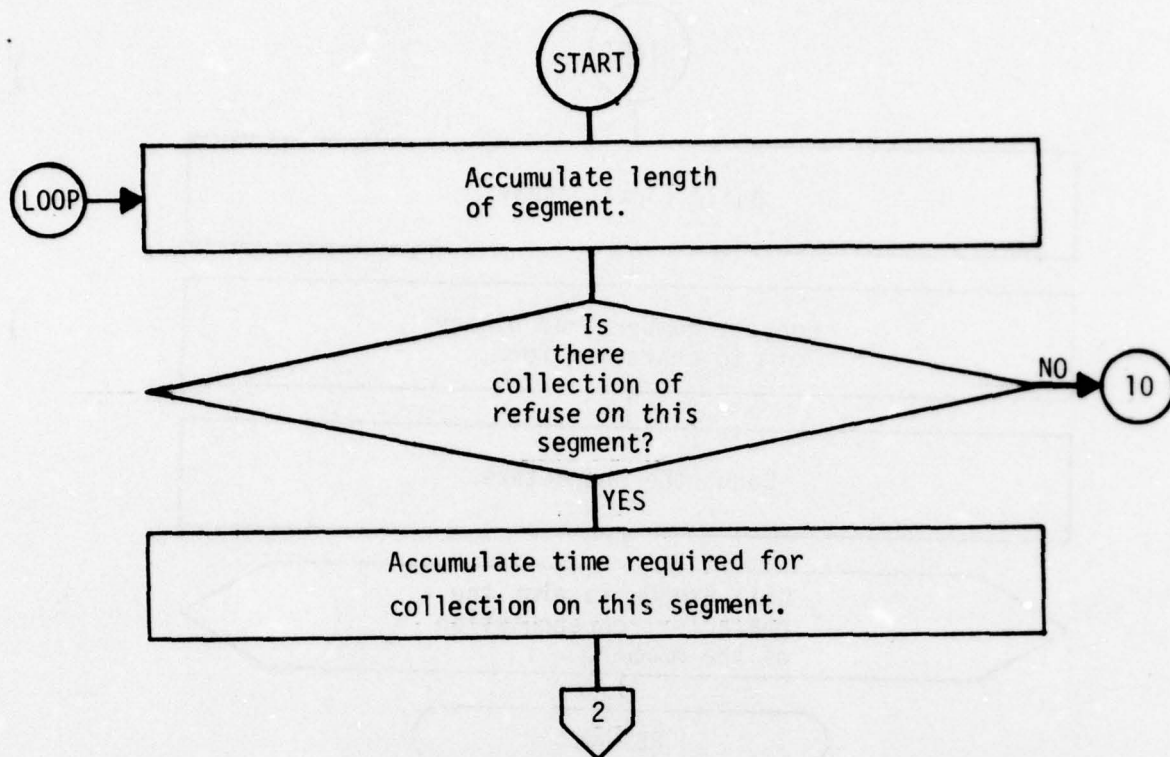 START
LOOP
Accumulate length
of segment.
Is
there
collection of
refuse on this
segment?
NO
10
YES
Accumulate time required for
collection on this segment.
2